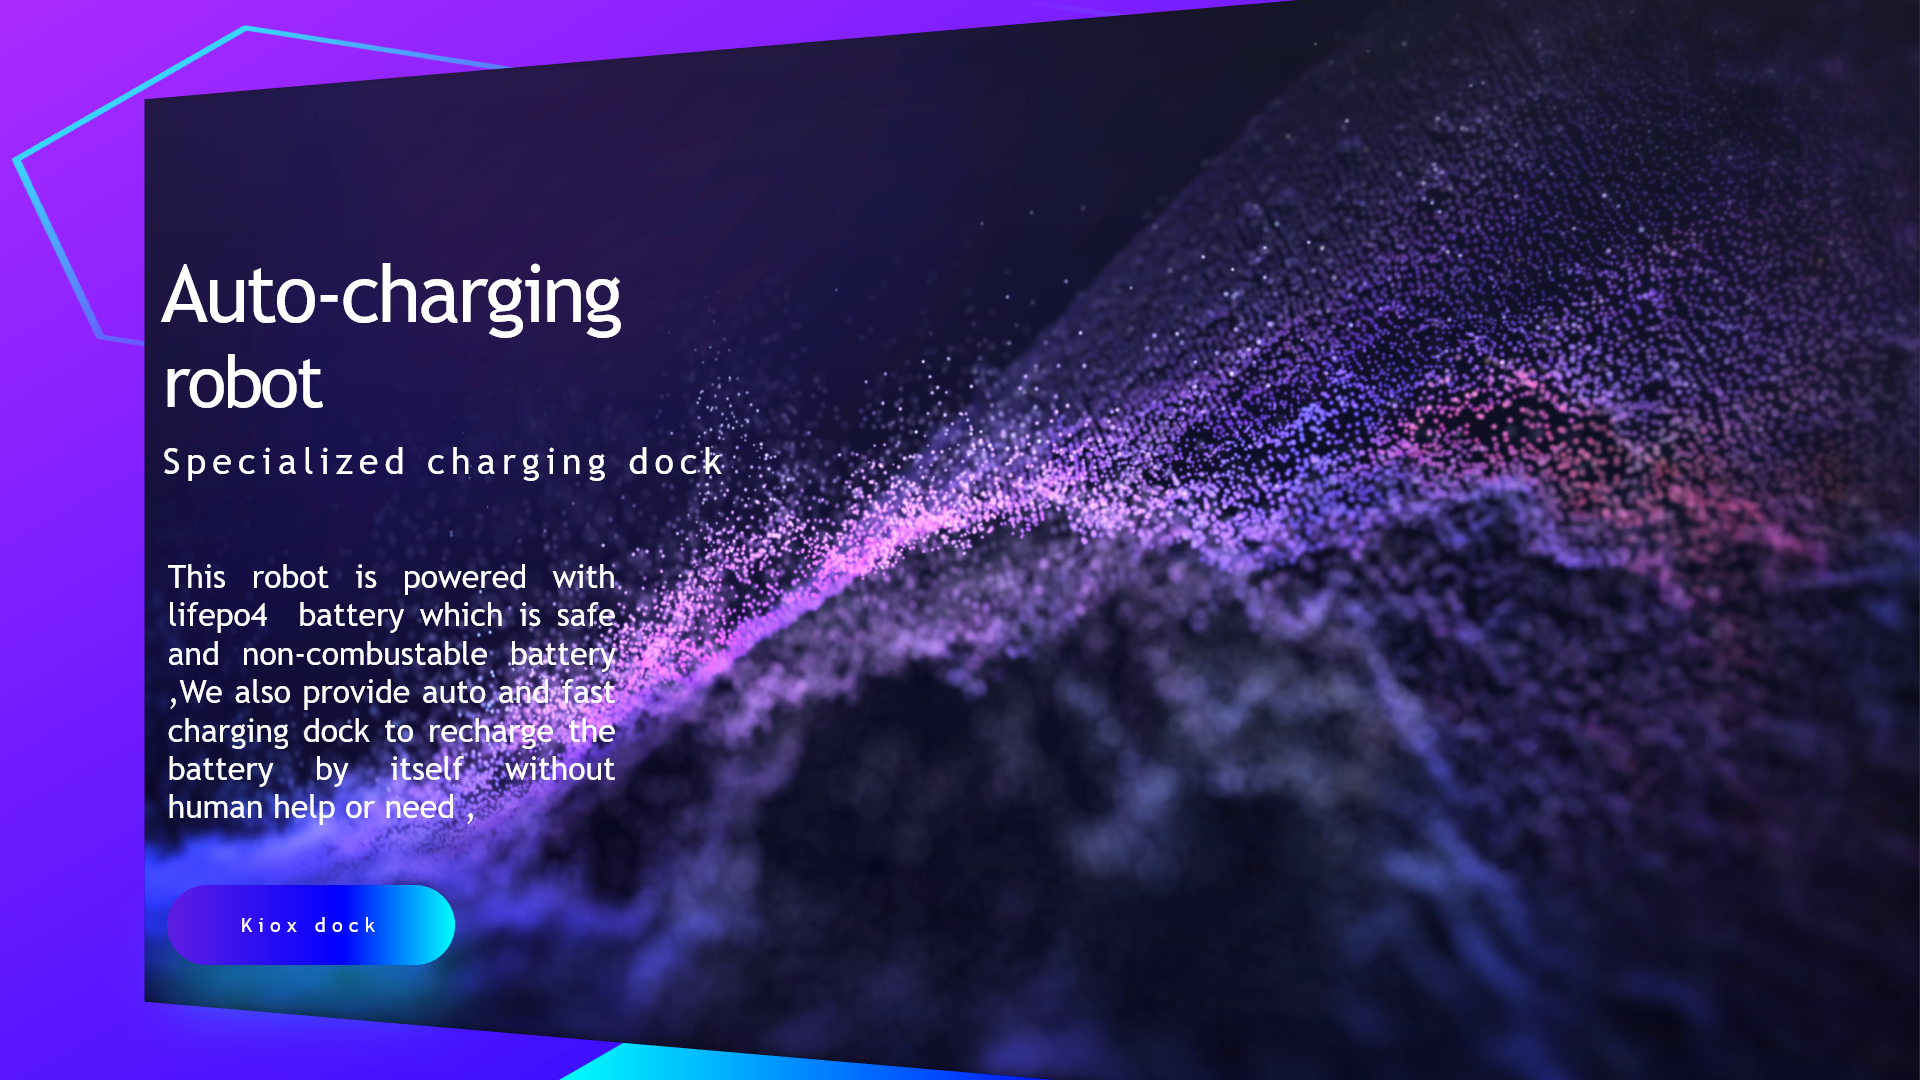 Auto-charging
robot
Specialized charging dock
This robot is powered with
lifepo4 battery which is safe
and non-combustable battery
,We also provide auto and fast
charging dock to recharge the
battery by itself without
human help or need ,
Kiox dock